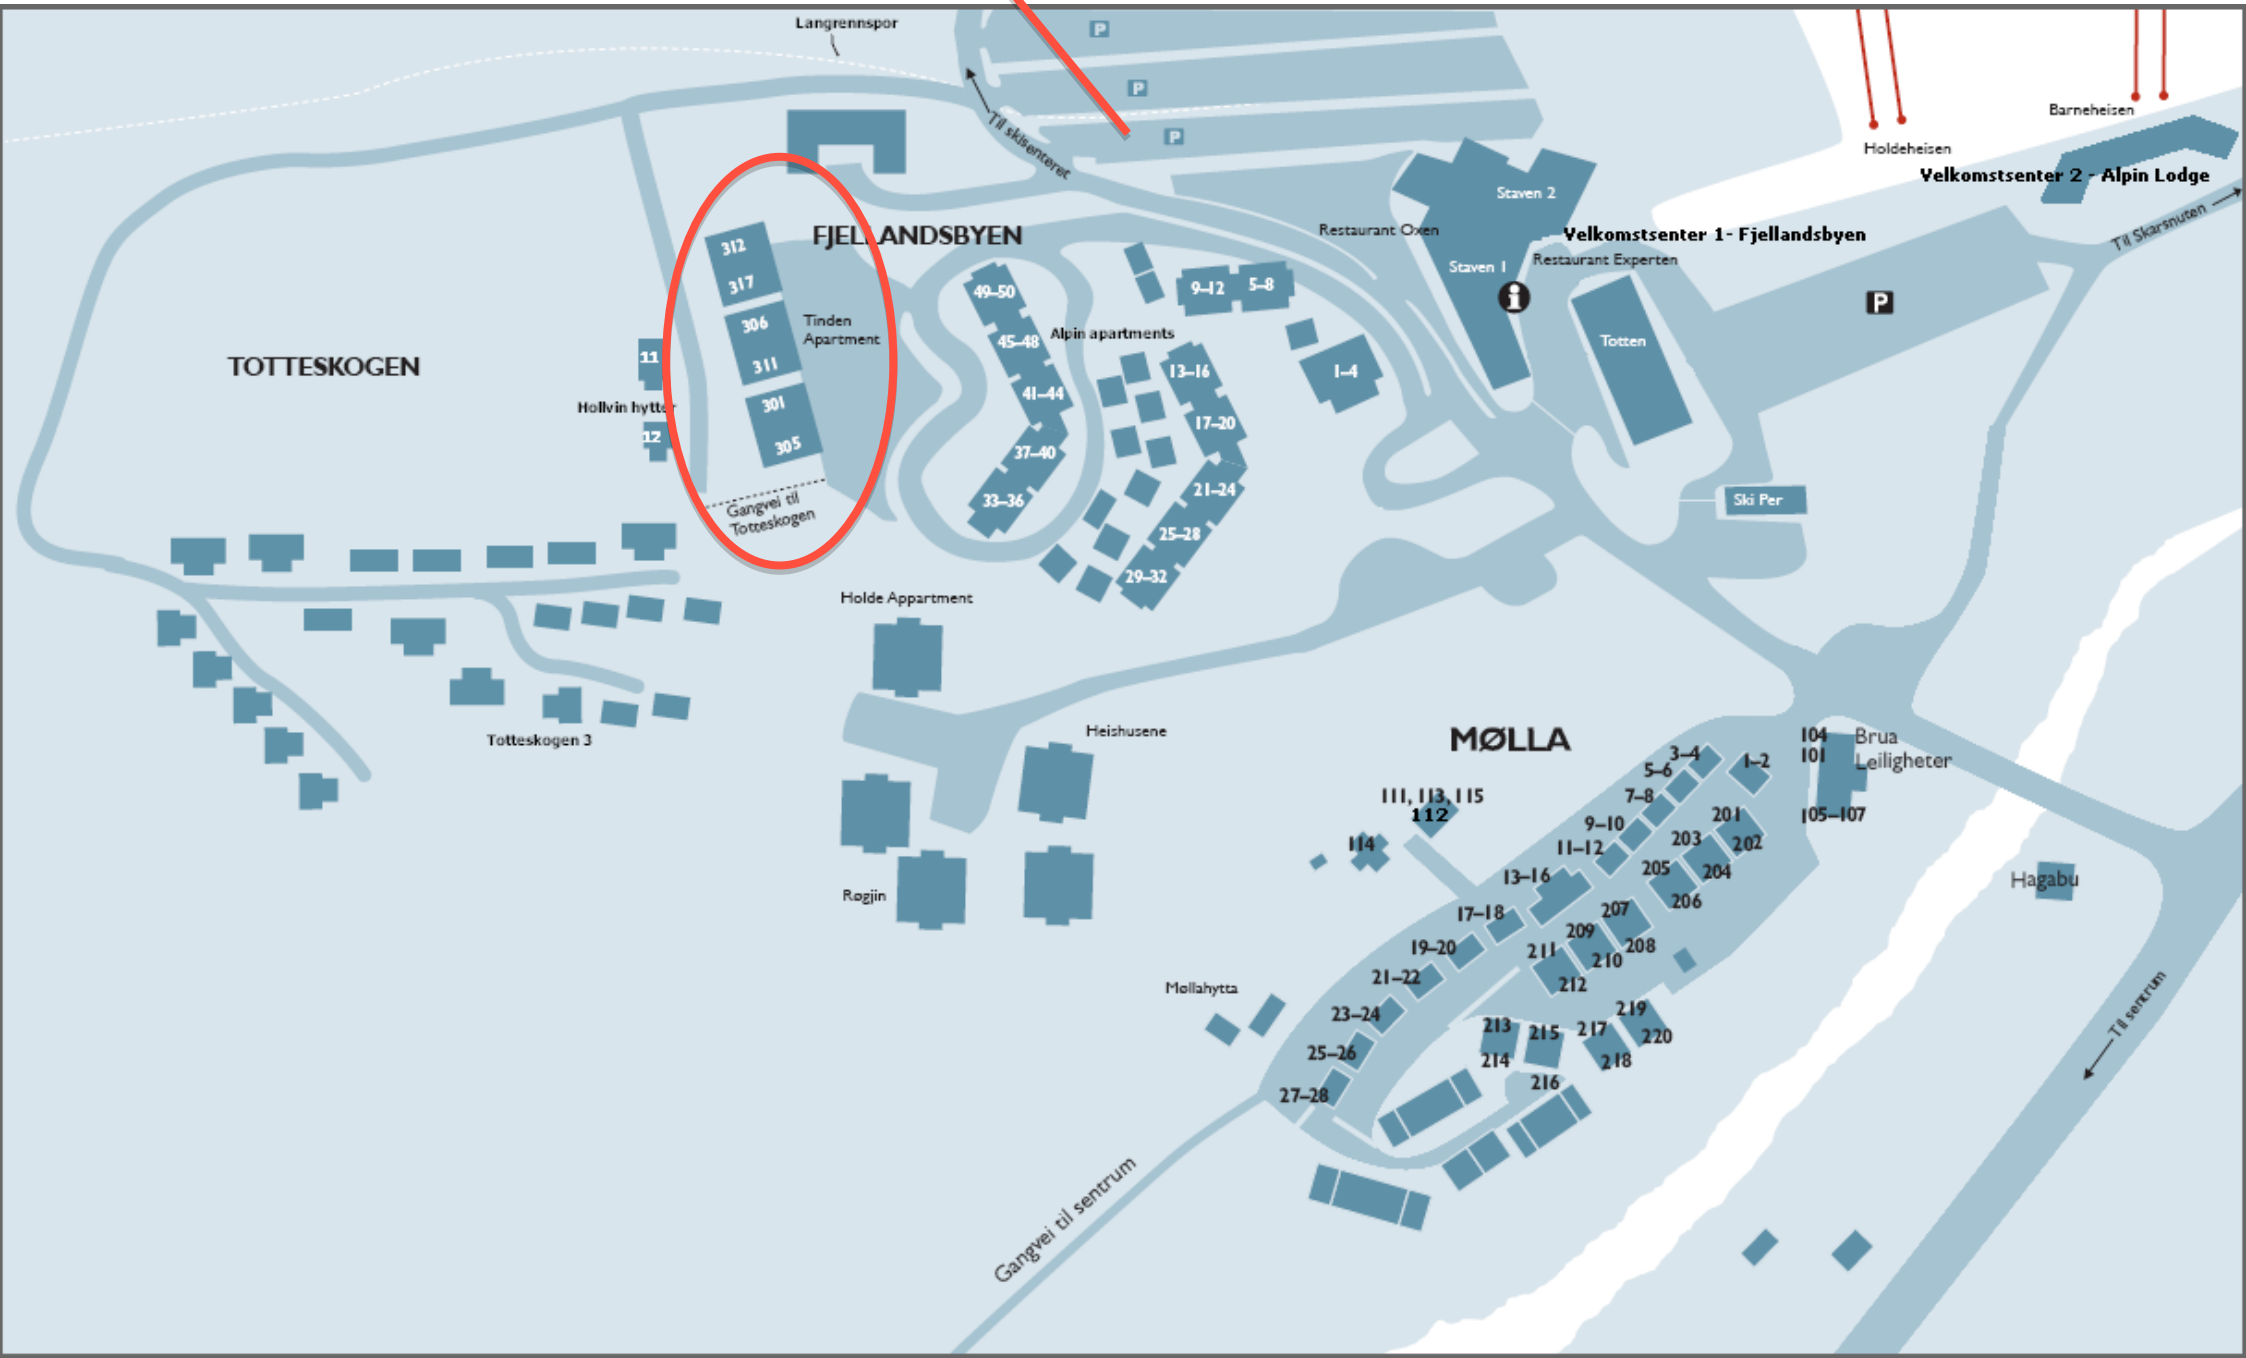 Langrennspor
P
P
P
Til skisenteret
Barneheisen
Holdeheisen
Velkomstsenter 2 - Alpin Lodge
Til Skarsnuten
Staven 2
Restaurant Oxen
Velkomstsenter 1- Fjellandsbyen
Staven 1
Restaurant Experten
i
P
Totten
Ski Per
FJELLANDSBYEN
312
317
306
311
301
305
Tinden
Apartment
Gangvei til
Totteskogen
TOTTESKOGEN
11
Hollvin hytter
12
49–50
45–48
41–44
37–40
33–36
Alpin apartments
9–12
5–8
1–4
13–16
17–20
21–24
25–28
29–32
Totteskogen 3
Holde Appartment
Heishusene
Røgjin
MØLLA
111, 113, 115
112
114
3–4
1–2
5–6
7–8
9–10
11–12
13–16
17–18
19–20
21–22
23–24
25–26
27–28
104
101
Brua
Leiligheter
105–107
201
202
203
204
205
206
207
208
209
210
211
212
213
214
215
216
217
218
219
220
Hagabu
Møllahytta
Til sentrum
Gangvei til sentrum